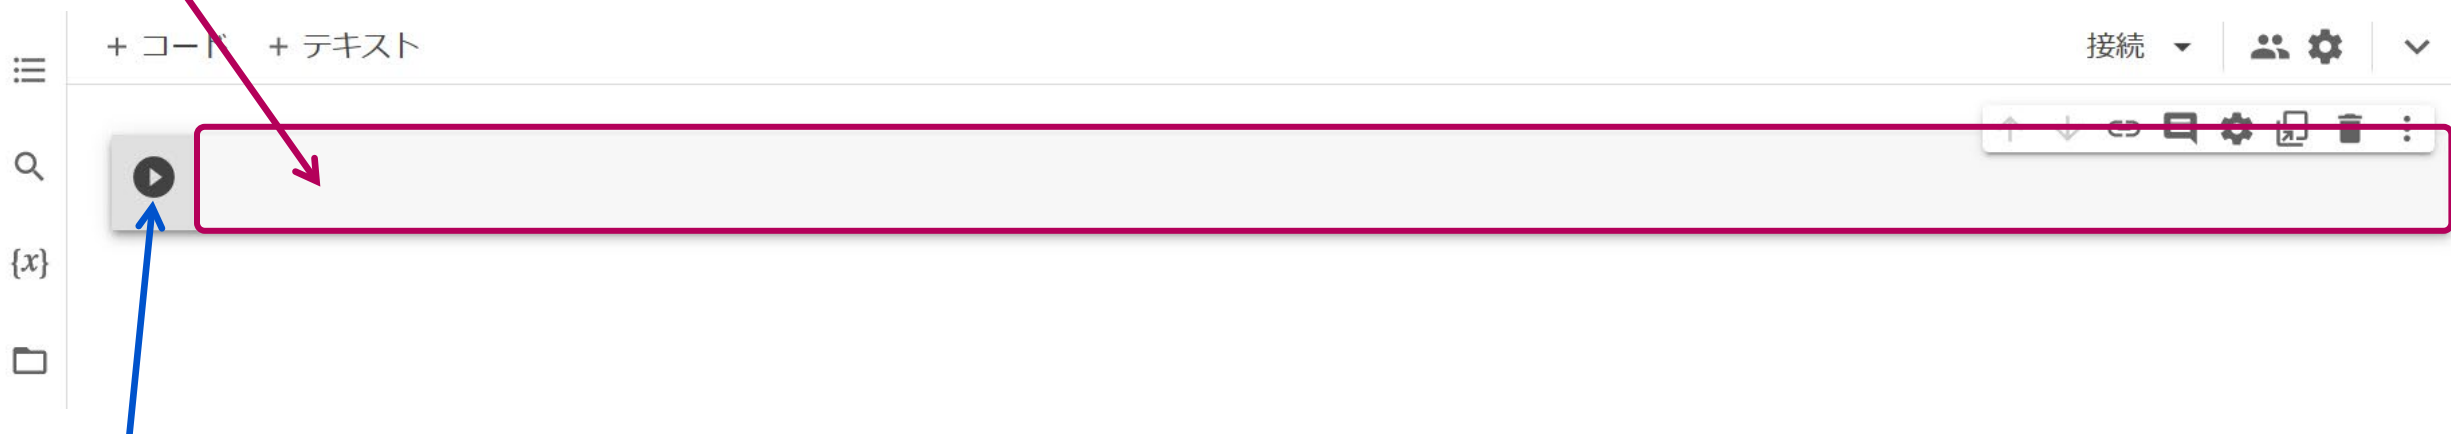 + コード + テキスト
接続
{x}